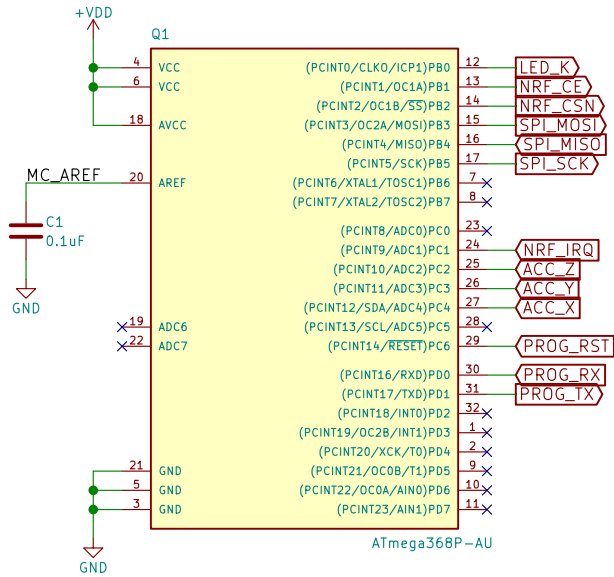 +VDD
Q1
4 VCC (PCINT0/CLKO/ICP1)PB0 12 LED_K
6 VCC (PCINT1/OC1A)PB1 13 NRF_CE
(PCINT2/OC1B/SS)PB2 14 NRF_CSN
18 AVCC (PCINT3/OC2A/MOSI)PB3 15 SPI_MOSI
(PCINT4/MISO)PB4 16 SPI_MISO
(PCINT5/SCK)PB5 17 SPI_SCK
MC_AREF 20 AREF (PCINT6/XTAL1/TOSC1)PB6 7
(PCINT7/XTAL2/TOSC2)PB7 8
C1
0.1uF
GND
(PCINT8/ADC0)PC0 23
(PCINT9/ADC1)PC1 24 NRF_IRQ
(PCINT10/ADC2)PC2 25 ACC_Z
(PCINT11/ADC3)PC3 26 ACC_Y
(PCINT12/SDA/ADC4)PC4 27 ACC_X
19 ADC6 (PCINT13/SCL/ADC5)PC5 28
22 ADC7 (PCINT14/RESET)PC6 29 PROG_RST
(PCINT16/RXD)PD0 30 PROG_RX
(PCINT17/TXD)PD1 31 PROG_TX
(PCINT18/INT0)PD2 32
(PCINT19/OC2B/INT1)PD3 1
(PCINT20/XCK/T0)PD4 2
21 GND (PCINT21/OC0B/T1)PD5 9
5 GND (PCINT22/OC0A/AIN0)PD6 10
3 GND (PCINT23/AIN1)PD7 11
GND
ATmega368P-AU